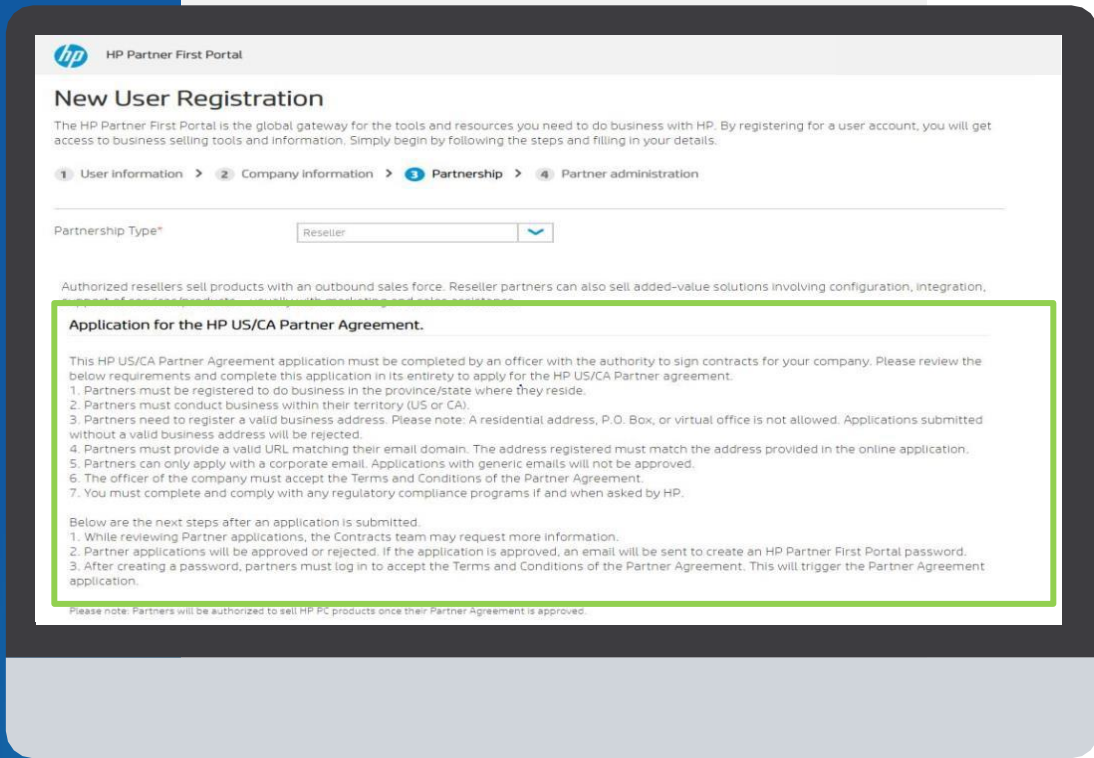 hp HP Partner First Portal
New User Registration
The HP Partner First Portal is the global gateway for the tools and resources you need to do business with HP. By registering for a user account, you will get
access to business selling tools and information. Simply begin by following the steps and filling in your details.
1 User information > 2 Company information > 3 Partnership > 4 Partner administration
Partnership Type* Reseller
Authorized resellers sell products with an outbound sales force. Reseller partners can also sell added-value solutions involving configuration, integration,
support of services/products - usually with marketing and sales assistance.
Application for the HP US/CA Partner Agreement.
This HP US/CA Partner Agreement application must be completed by an officer with the authority to sign contracts for your company. Please review the
below requirements and complete this application in its entirety to apply for the HP US/CA Partner agreement.
1. Partners must be registered to do business in the province/state where they reside.
2. Partners must conduct business within their territory (US or CA).
3. Partners need to register a valid business address. Please note: A residential address, P.O. Box, or virtual office is not allowed. Applications submitted
without a valid business address will be rejected.
4. Partners must provide a valid URL matching their email domain. The address registered must match the address provided in the online application.
5. Partners can only apply with a corporate email. Applications with generic emails will not be approved.
6. The officer of the company must accept the Terms and Conditions of the Partner Agreement.
7. You must complete and comply with any regulatory compliance programs if and when asked by HP.
Below are the next steps after an application is submitted.
1. While reviewing Partner applications, the Contracts team may request more information.
2. Partner applications will be approved or rejected. If the application is approved, an email will be sent to create an HP Partner First Portal password.
3. After creating a password, partners must log in to accept the Terms and Conditions of the Partner Agreement. This will trigger the Partner Agreement
application.
Please note: Partners will be authorized to sell HP PC products once their Partner Agreement is approved.